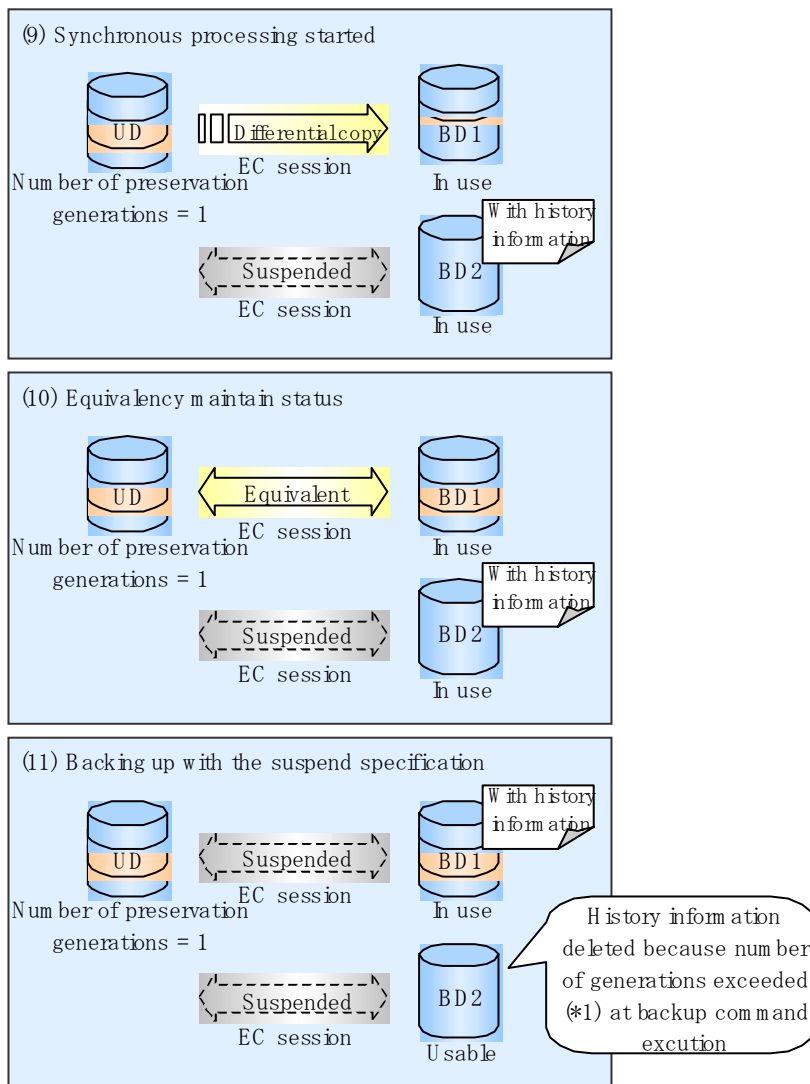 (9) Synchronous processing started
UD
Differential copy
BD1
EC session
Number of preservation
generations = 1
In use
With history
information
Suspended
BD2
EC session
In use
(10) Equivalency maintain status
UD
Equivalent
BD1
EC session
Number of preservation
generations = 1
In use
With history
information
Suspended
BD2
EC session
In use
(11) Backing up with the suspend specification
With history
information
UD
Suspended
BD1
EC session
Number of preservation
generations = 1
In use
History information
deleted because number
of generations exceeded
(*1) at backup command
excution
Suspended
BD2
EC session
Usable